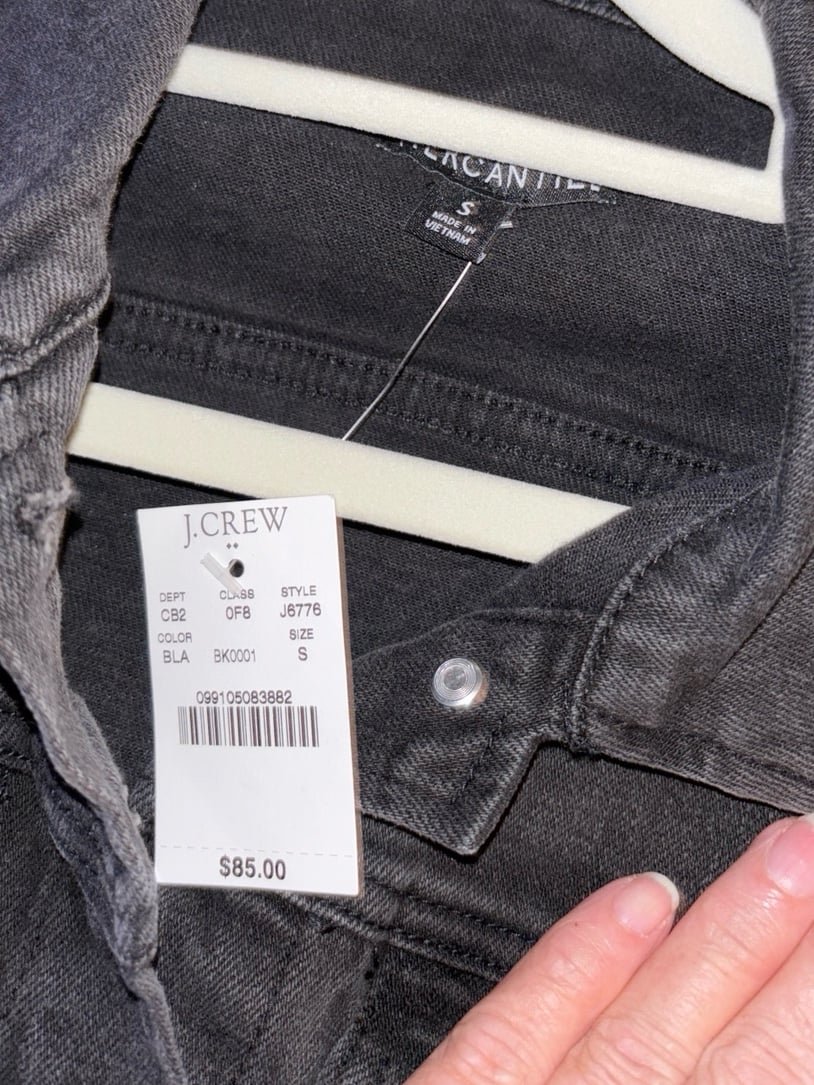 MERCANTILE
S
MADE IN
VIETNAM
J.CREW
DEPT CLASS STYLE
CB2 0F8 J6776
COLOR SIZE
BLA BK0001 S
099105083882
$85.00